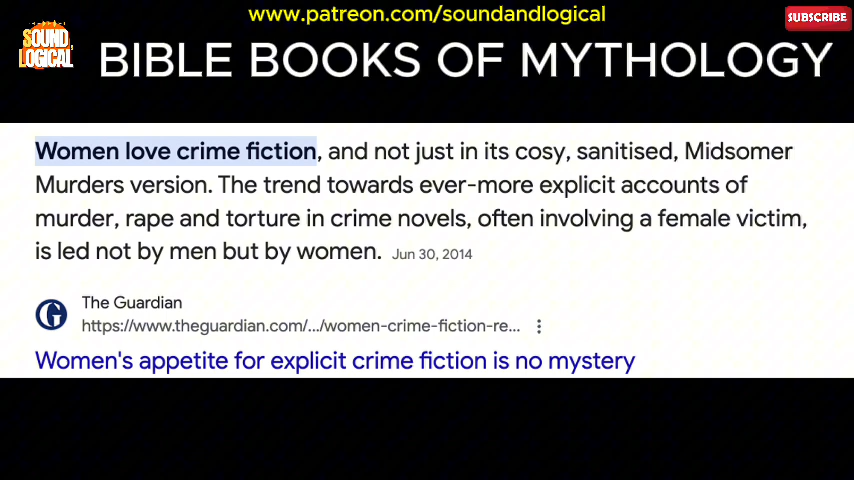 www.patreon.com/soundandlogical
SUBSCRIBE
SOUND
LOGICAL
BIBLE BOOKS OF MYTHOLOGY
Women love crime fiction, and not just in its cosy, sanitised, Midsomer
Murders version. The trend towards ever-more explicit accounts of
murder, rape and torture in crime novels, often involving a female victim,
is led not by men but by women. Jun 30, 2014
G
The Guardian
https://www.theguardian.com/.../women-crime-fiction-re...
Women's appetite for explicit crime fiction is no mystery